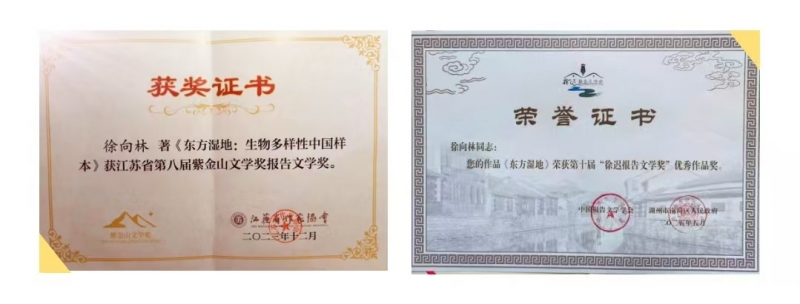 获奖证书
徐向林 著《东方湿地：生物多样性中国样
本》获江苏省第八届紫金山文学奖报告文学奖。
紫金山文学奖
江苏省作家协会
二〇二三年十二月
荣誉证书
徐向林同志：
您的作品《东方湿地》荣获第十届“徐迟报告文学奖”优秀作品奖。
中国报告文学学会
湖州市南浔区人民政府